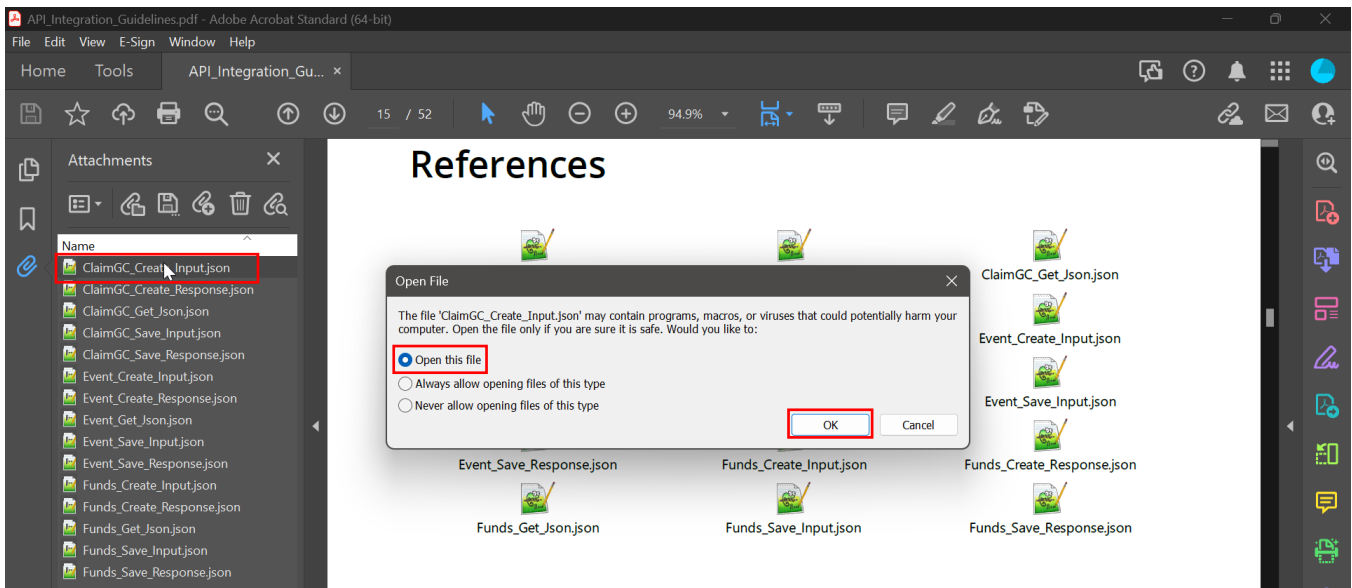 API_Integration_Guidelines.pdf - Adobe Acrobat Standard (64-bit)
File Edit View E-Sign Window Help
Home Tools API_Integration_Gu... ×
15 / 52 94.9%
Attachments
Name
ClaimGC_Create_Input.json
ClaimGC_Create_Response.json
ClaimGC_Get_Json.json
ClaimGC_Save_Input.json
ClaimGC_Save_Response.json
Event_Create_Input.json
Event_Create_Response.json
Event_Get_Json.json
Event_Save_Input.json
Event_Save_Response.json
Funds_Create_Input.json
Funds_Create_Response.json
Funds_Get_Json.json
Funds_Save_Input.json
Funds_Save_Response.json
References
ClaimGC_Get_Json.json
Event_Create_Input.json
Event_Save_Input.json
Open File
The file 'ClaimGC_Create_Input.json' may contain programs, macros, or viruses that could potentially harm your
computer. Open the file only if you are sure it is safe. Would you like to:
Open this file
Always allow opening files of this type
Never allow opening files of this type
OK Cancel
Event_Save_Response.json Funds_Create_Input.json Funds_Create_Response.json
Funds_Get_Json.json Funds_Save_Input.json Funds_Save_Response.json